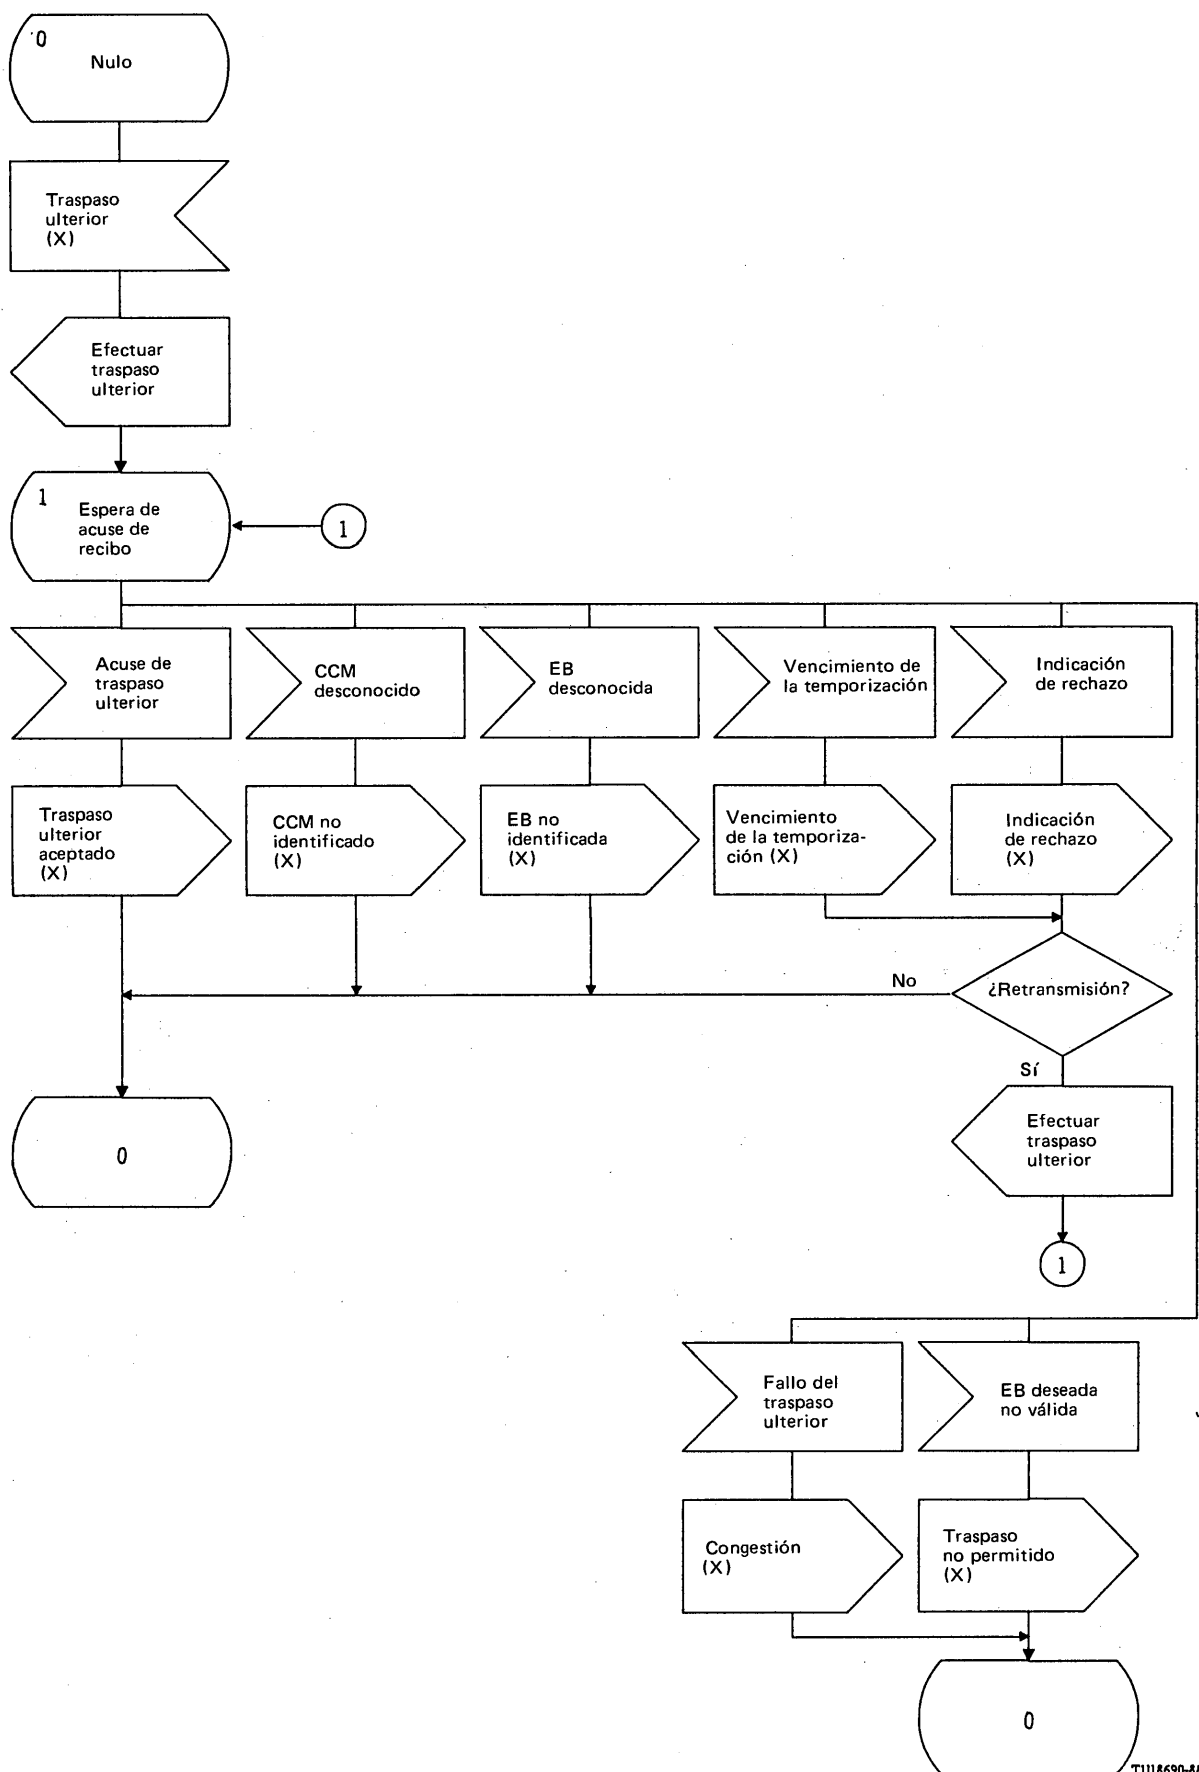 0
Nulo
Traspaso
ulterior
(X)
Efectuar
traspaso
ulterior
1
Espera de
acuse de
recibo
1
Acuse de
traspaso
ulterior
CCM
desconocido
EB
desconocida
Vencimiento de
la temporización
Indicación
de rechazo
Traspaso
ulterior
aceptado
(X)
CCM no
identificado
(X)
EB no
identificada
(X)
Vencimiento
de la temporiza-
ción (X)
Indicación
de rechazo
(X)
No
¿Retransmisión?
Sí
Efectuar
traspaso
ulterior
0
1
Fallo del
traspaso
ulterior
EB deseada
no válida
Congestión
(X)
Traspaso
no permitido
(X)
0